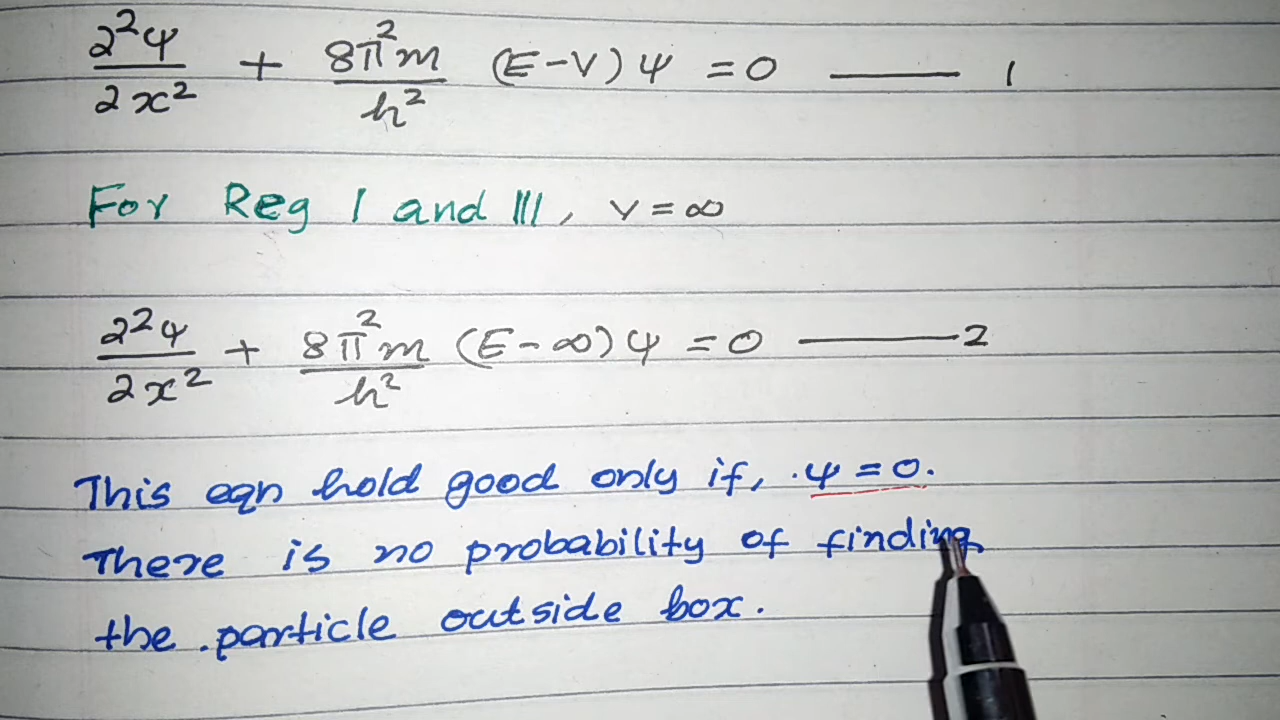 ∂²ψ/∂x² + 8π²m/h² (E-V)ψ = 0 —— 1
For Reg I and III, V = ∞
∂²ψ/∂x² + 8π²m/h² (E-∞)ψ = 0 —— 2
This eqn hold good only if, ψ = 0.
There is no probability of finding
the particle outside box.